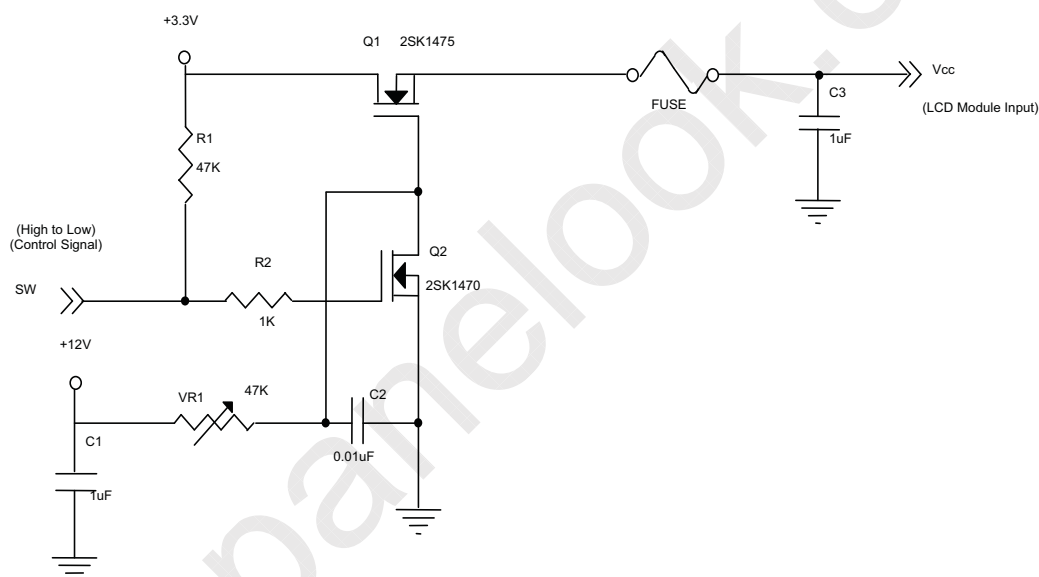 +3.3V
Q1 2SK1475
Vcc
FUSE
C3
(LCD Module Input)
R1
1uF
47K
(High to Low)
(Control Signal)
Q2
R2
SW
2SK1470
1K
+12V
VR1
47K
C2
C1
0.01uF
1uF
panelook.c